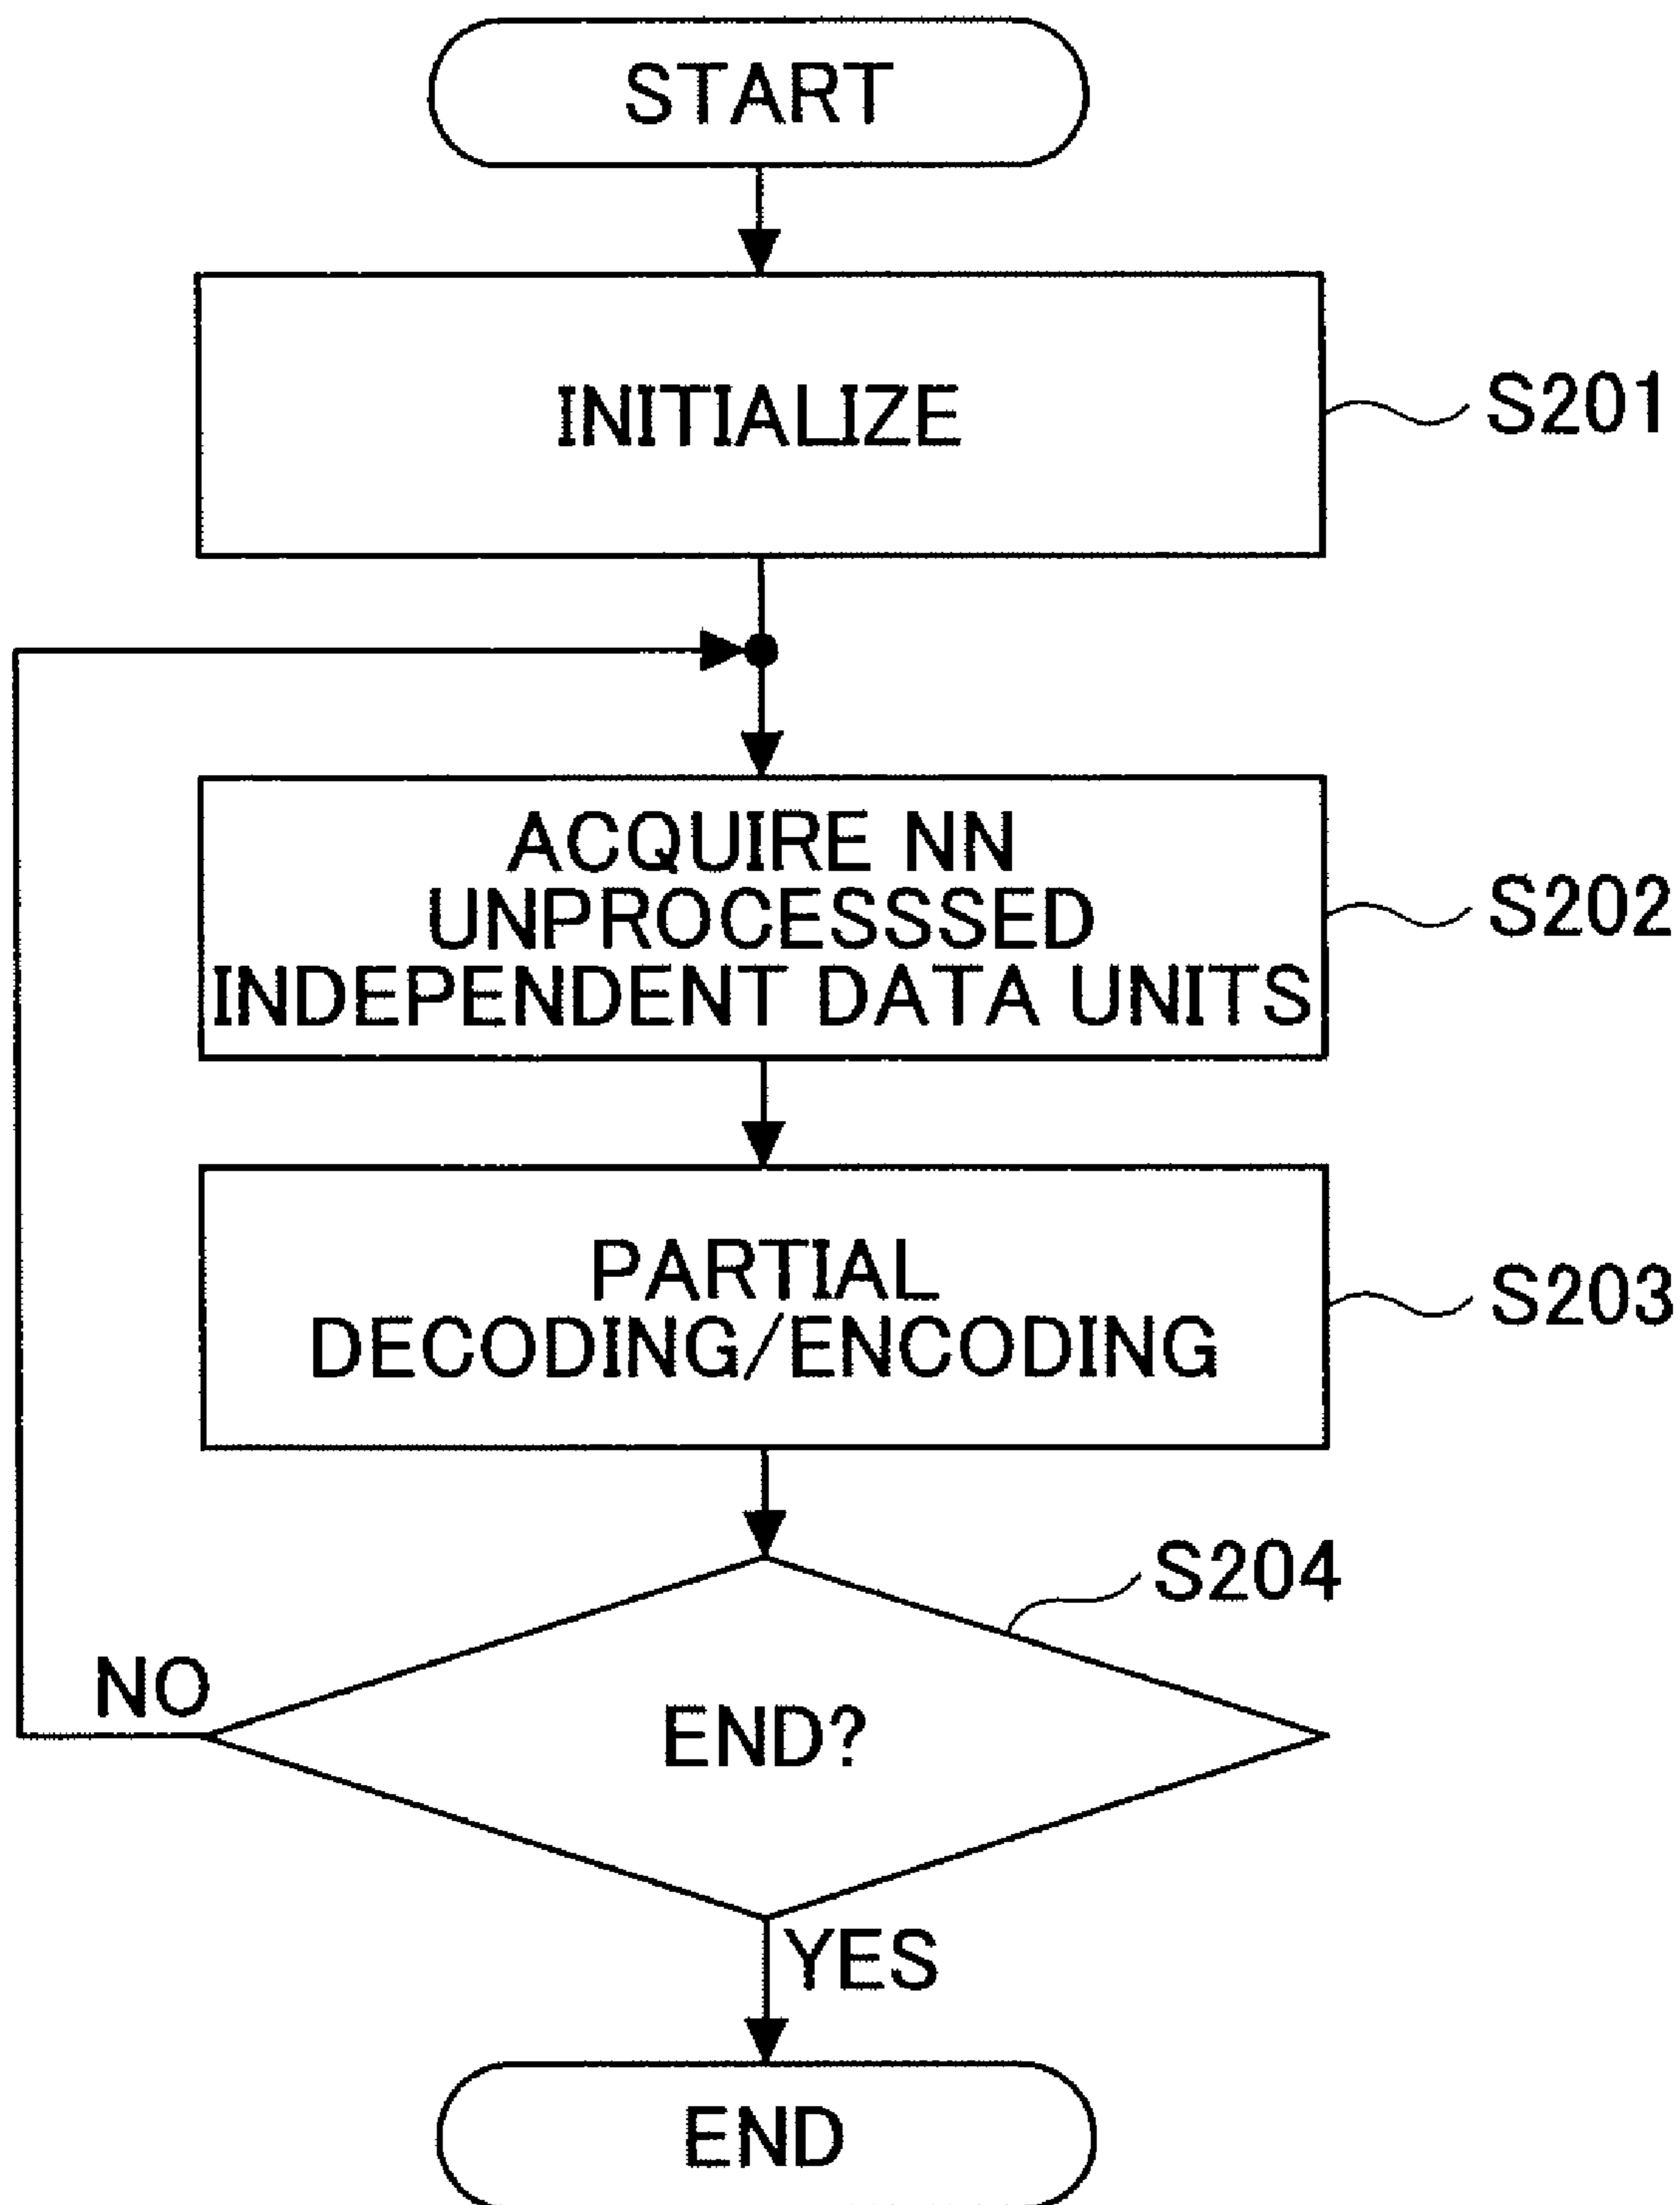 START
INITIALIZE
S201
ACQUIRE NN
UNPROCESSSED
INDEPENDENT DATA UNITS
S202
PARTIAL
DECODING/ENCODING
S203
S204
NO
END?
YES
END